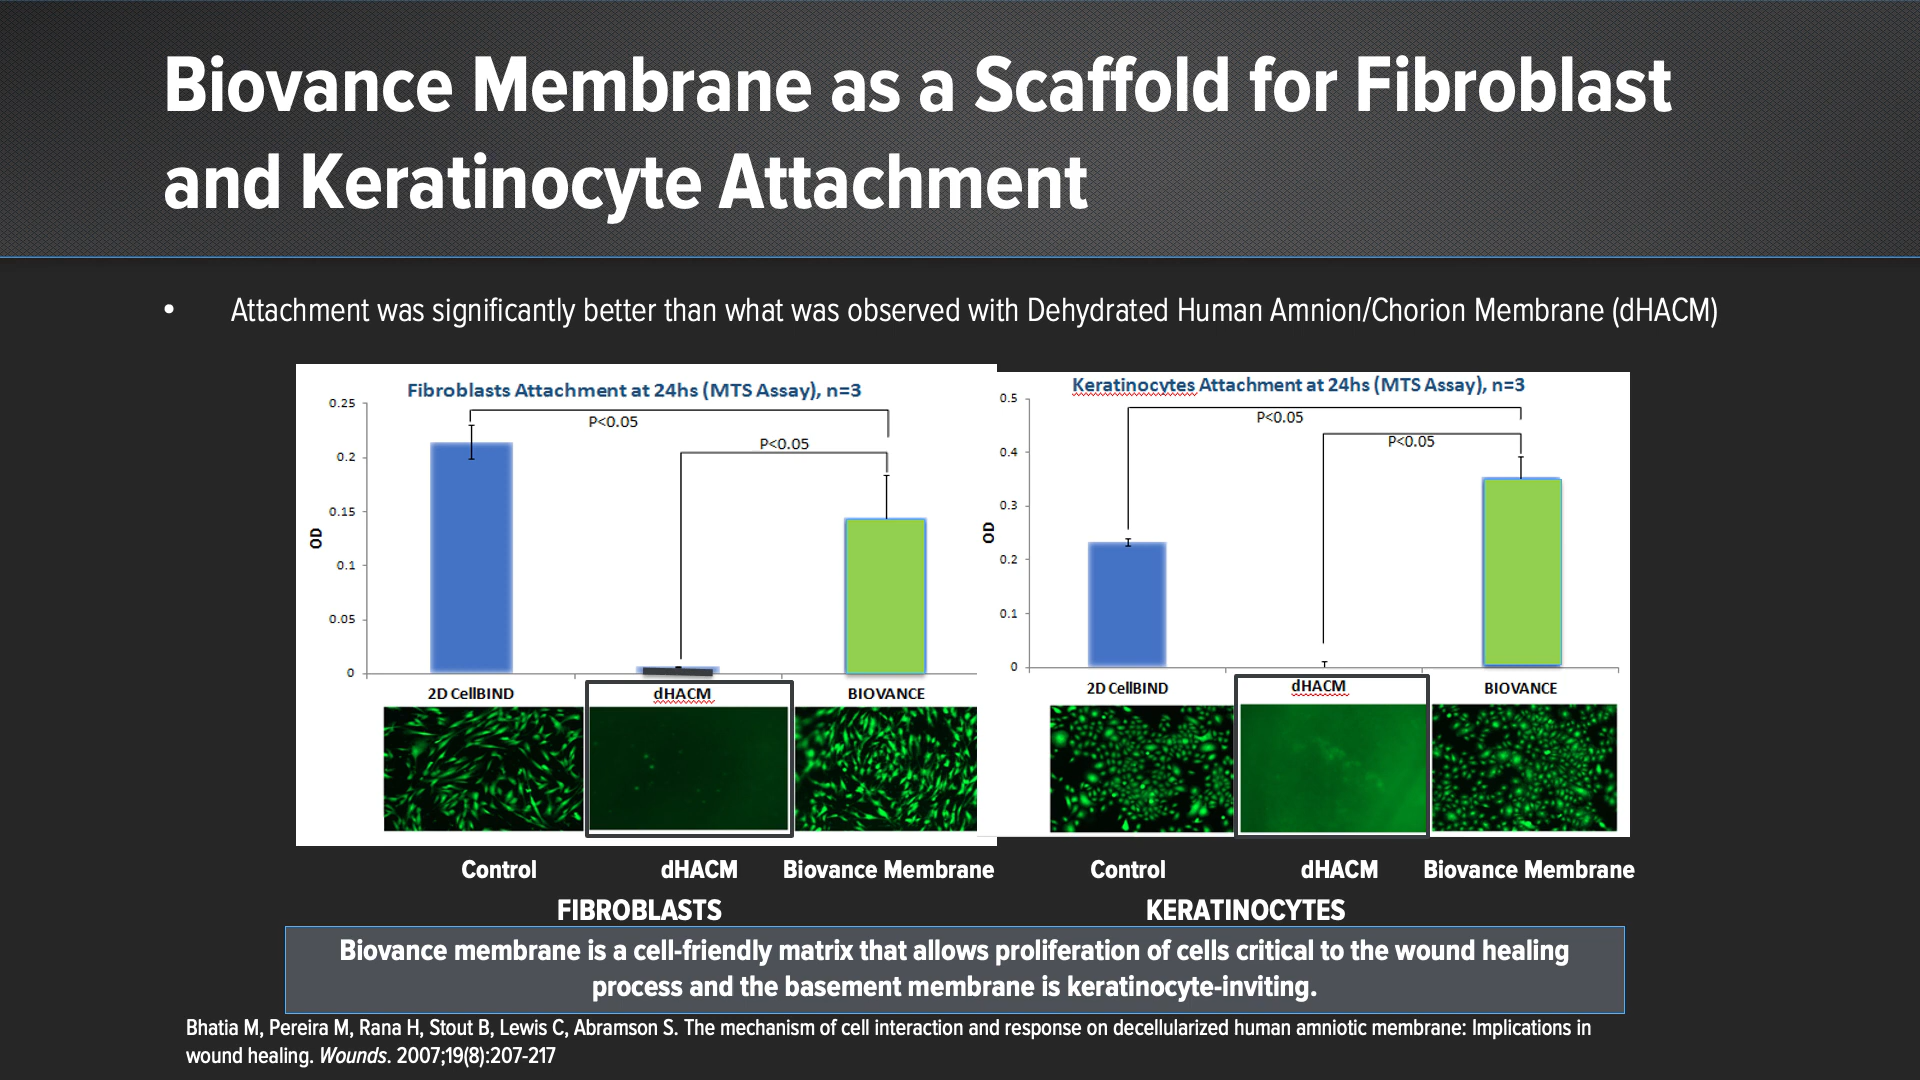 Biovance Membrane as a Scaffold for Fibroblast
and Keratinocyte Attachment
• Attachment was significantly better than what was observed with Dehydrated Human Amnion/Chorion Membrane (dHACM)
Fibroblasts Attachment at 24hs (MTS Assay), n=3
0.25
0.2
0.15
0.1
0.05
0
OD
P<0.05
P<0.05
2D CellBIND
dHACM
BIOVANCE
Keratinocytes Attachment at 24hs (MTS Assay), n=3
0.5
0.4
0.3
0.2
0.1
0
OD
P<0.05
P<0.05
2D CellBIND
dHACM
BIOVANCE
Control dHACM Biovance Membrane
FIBROBLASTS
Control dHACM Biovance Membrane
KERATINOCYTES
Biovance membrane is a cell-friendly matrix that allows proliferation of cells critical to the wound healing
process and the basement membrane is keratinocyte-inviting.
Bhatia M, Pereira M, Rana H, Stout B, Lewis C, Abramson S. The mechanism of cell interaction and response on decellularized human amniotic membrane: Implications in
wound healing. Wounds. 2007;19(8):207-217